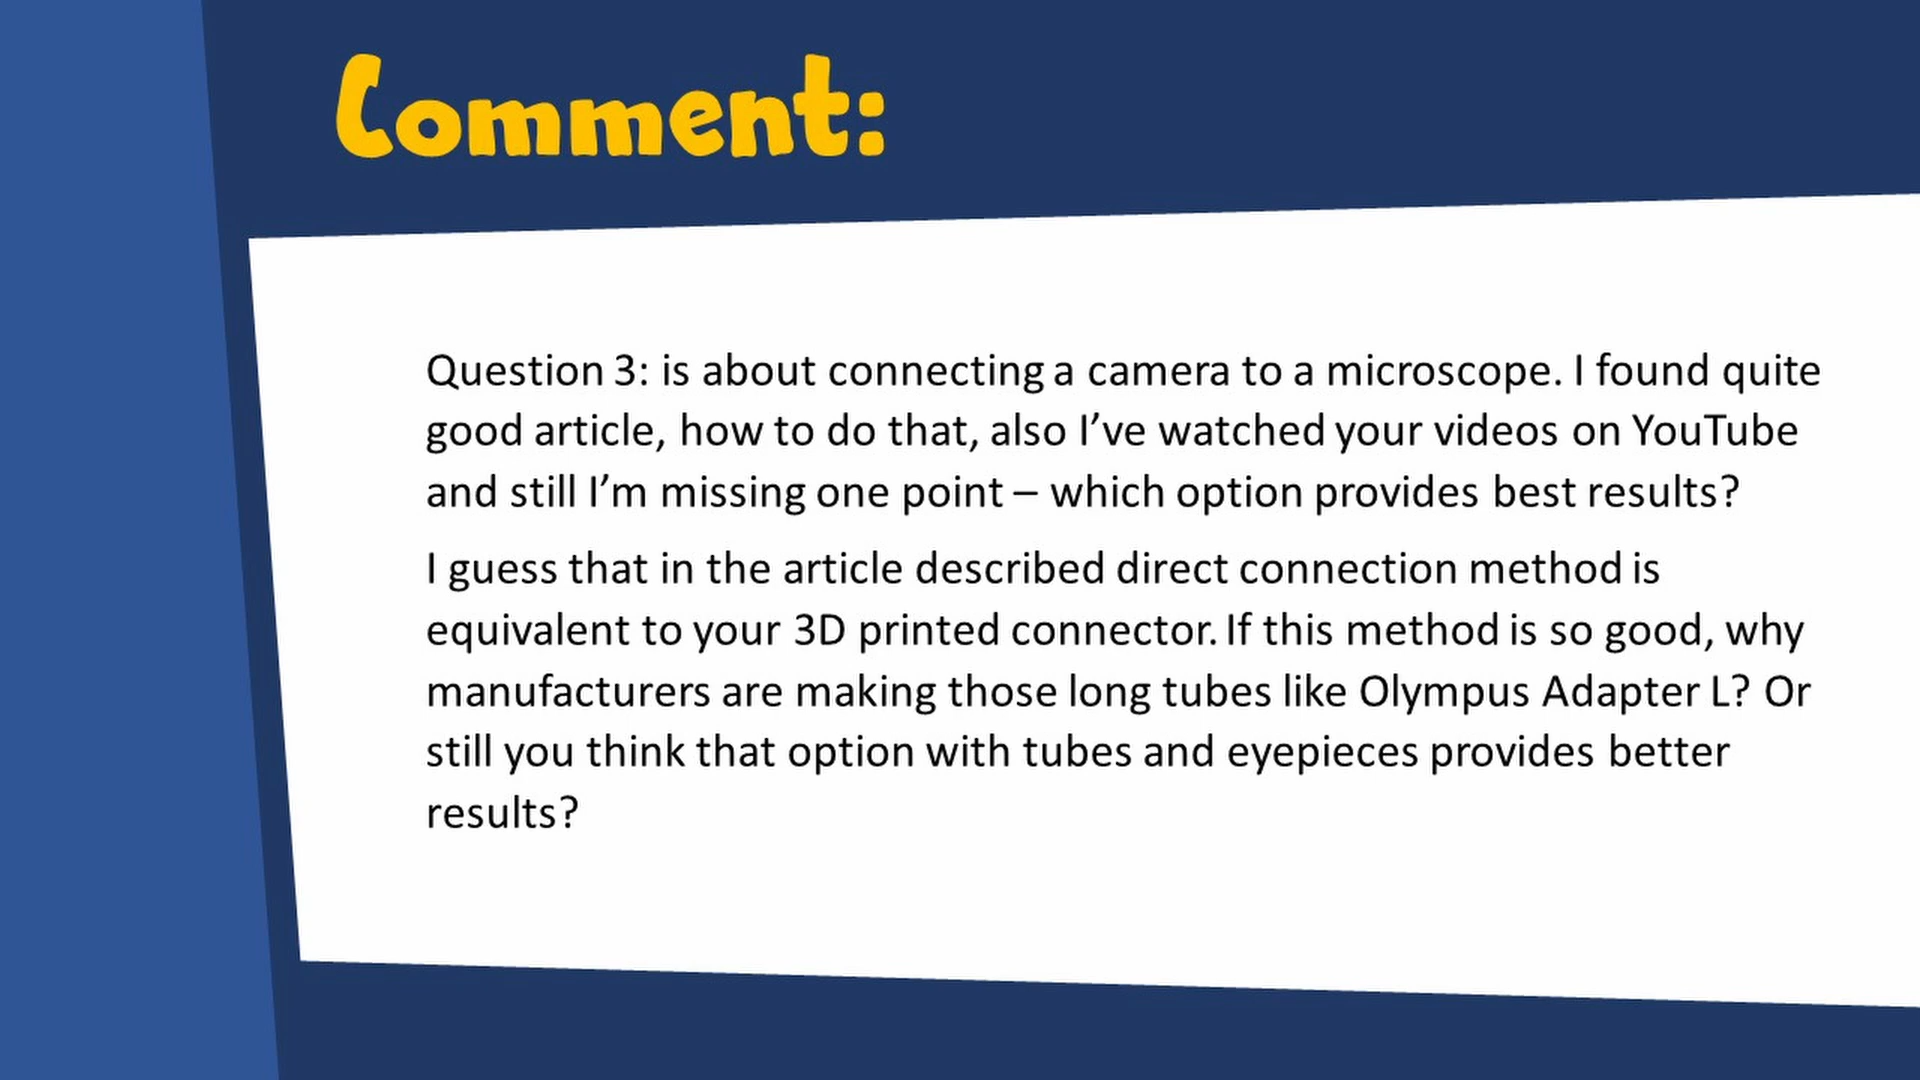 Comment:
Question 3: is about connecting a camera to a microscope. I found quite
good article, how to do that, also I’ve watched your videos on YouTube
and still I’m missing one point – which option provides best results?
I guess that in the article described direct connection method is
equivalent to your 3D printed connector. If this method is so good, why
manufacturers are making those long tubes like Olympus Adapter L? Or
still you think that option with tubes and eyepieces provides better
results?